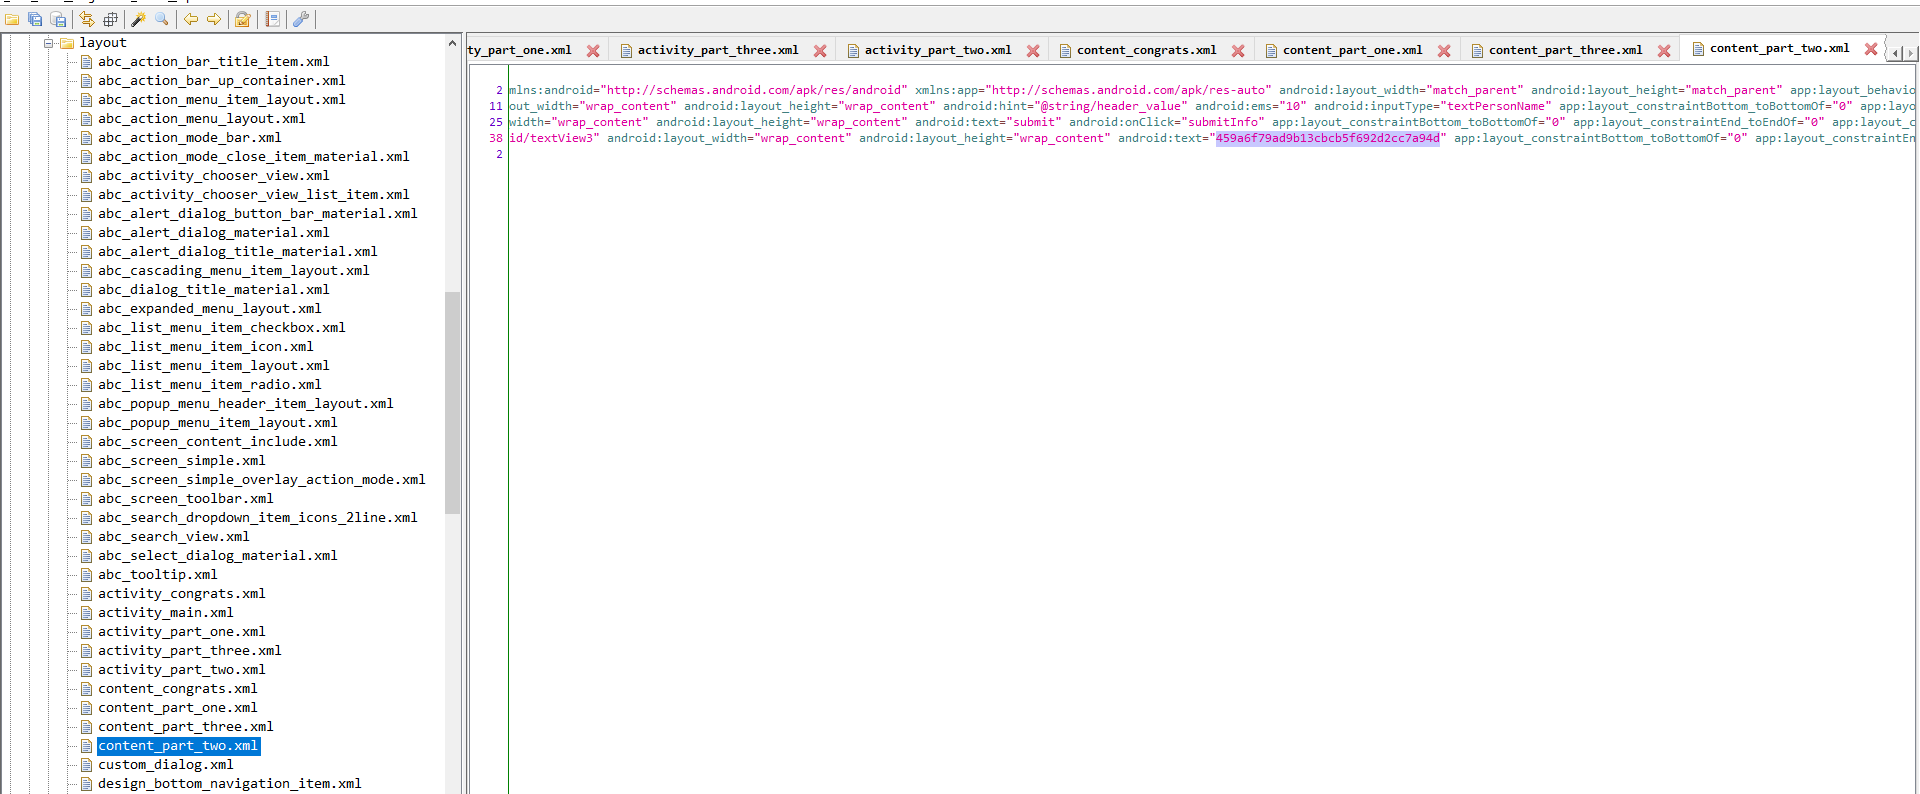 layout
abc_action_bar_title_item.xml
abc_action_bar_up_container.xml
abc_action_menu_item_layout.xml
abc_action_menu_layout.xml
abc_action_mode_bar.xml
abc_action_mode_close_item_material.xml
abc_activity_chooser_view.xml
abc_activity_chooser_view_list_item.xml
abc_alert_dialog_button_bar_material.xml
abc_alert_dialog_material.xml
abc_alert_dialog_title_material.xml
abc_cascading_menu_item_layout.xml
abc_dialog_title_material.xml
abc_expanded_menu_layout.xml
abc_list_menu_item_checkbox.xml
abc_list_menu_item_icon.xml
abc_list_menu_item_layout.xml
abc_list_menu_item_radio.xml
abc_popup_menu_header_item_layout.xml
abc_popup_menu_item_layout.xml
abc_screen_content_include.xml
abc_screen_simple.xml
abc_screen_simple_overlay_action_mode.xml
abc_screen_toolbar.xml
abc_search_dropdown_item_icons_2line.xml
abc_search_view.xml
abc_select_dialog_material.xml
abc_tooltip.xml
activity_congrats.xml
activity_main.xml
activity_part_one.xml
activity_part_three.xml
activity_part_two.xml
content_congrats.xml
content_part_one.xml
content_part_three.xml
content_part_two.xml
custom_dialog.xml
design_bottom_navigation_item.xml
ty_part_one.xml activity_part_three.xml activity_part_two.xml content_congrats.xml content_part_one.xml content_part_three.xml content_part_two.xml
2 mlns:android="http://schemas.android.com/apk/res/android" xmlns:app="http://schemas.android.com/apk/res-auto" android:layout_width="match_parent" android:layout_height="match_parent" app:layout_behavio
11 out_width="wrap_content" android:layout_height="wrap_content" android:hint="@string/header_value" android:ems="10" android:inputType="textPersonName" app:layout_constraintBottom_toBottomOf="0" app:layo
25 width="wrap_content" android:layout_height="wrap_content" android:text="submit" android:onClick="submitInfo" app:layout_constraintBottom_toBottomOf="0" app:layout_constraintEnd_toEndOf="0" app:layout_c
38 id/textView3" android:layout_width="wrap_content" android:layout_height="wrap_content" android:text="459a6f79ad9b13cbcb5f692d2cc7a94d" app:layout_constraintBottom_toBottomOf="0" app:layout_constraintEn
2